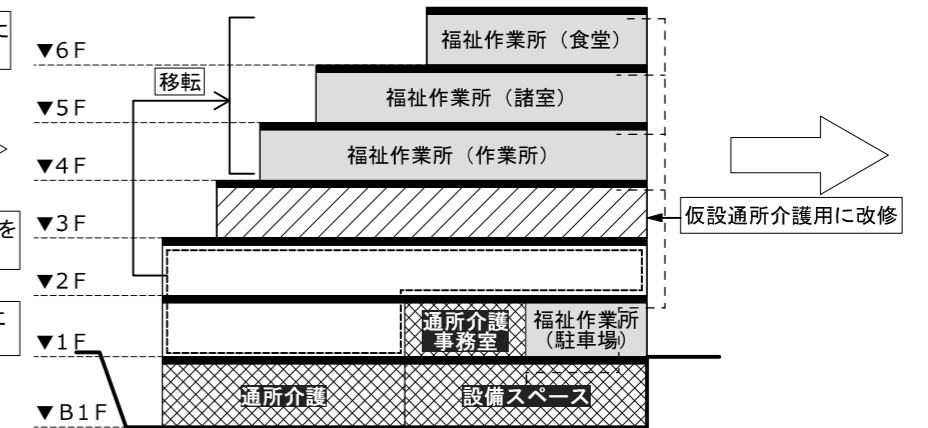 に
▼6F
福祉作業所（食堂）
移転
▼5F
福祉作業所（諸室）
▼4F
福祉作業所（作業所）
▼3F
仮設通所介護用に改修
を
▼2F
に
▼1F
通所介護
事務室
福祉作業所
（駐車場）
▼B1F
通所介護
設備スペース